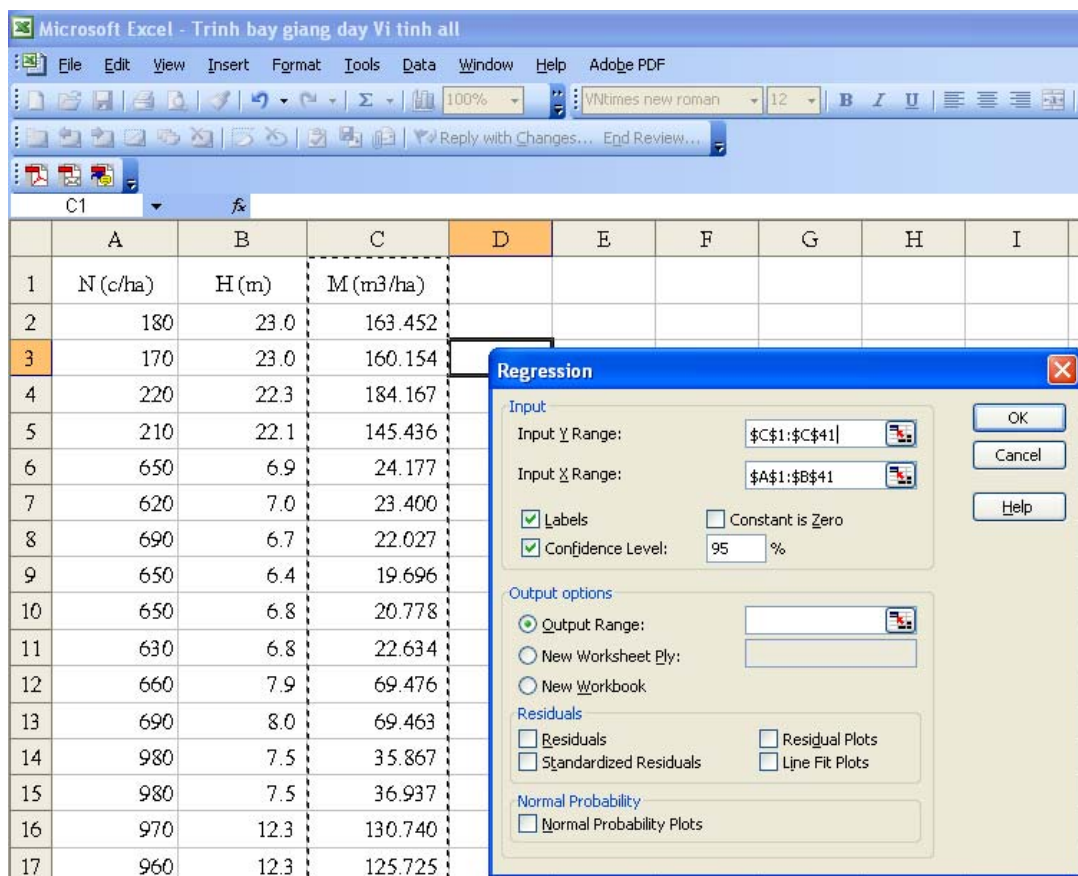 Microsoft Excel - Trinh bay giang day Vi tinh all
File Edit View Insert Format Tools Data Window Help Adobe PDF
100% VNtimes new roman 12 B I U
Reply with Changes... End Review...
C1 fx
A B C D E F G H I
1 N (c/ha) H (m) M (m3/ha)
2 180 23.0 163.452
3 170 23.0 160.154
4 220 22.3 184.167
5 210 22.1 145.436
6 650 6.9 24.177
7 620 7.0 23.400
8 690 6.7 22.027
9 650 6.4 19.696
10 650 6.8 20.778
11 630 6.8 22.634
12 660 7.9 69.476
13 690 8.0 69.463
14 980 7.5 35.867
15 980 7.5 36.937
16 970 12.3 130.740
17 960 12.3 125.725
Regression
Input
Input Y Range: $C$1:$C$41
Input X Range: $A$1:$B$41
Labels Constant is Zero
Confidence Level: 95 %
OK
Cancel
Help
Output options
Output Range:
New Worksheet Ply:
New Workbook
Residuals
Residuals Residual Plots
Standardized Residuals Line Fit Plots
Normal Probability
Normal Probability Plots